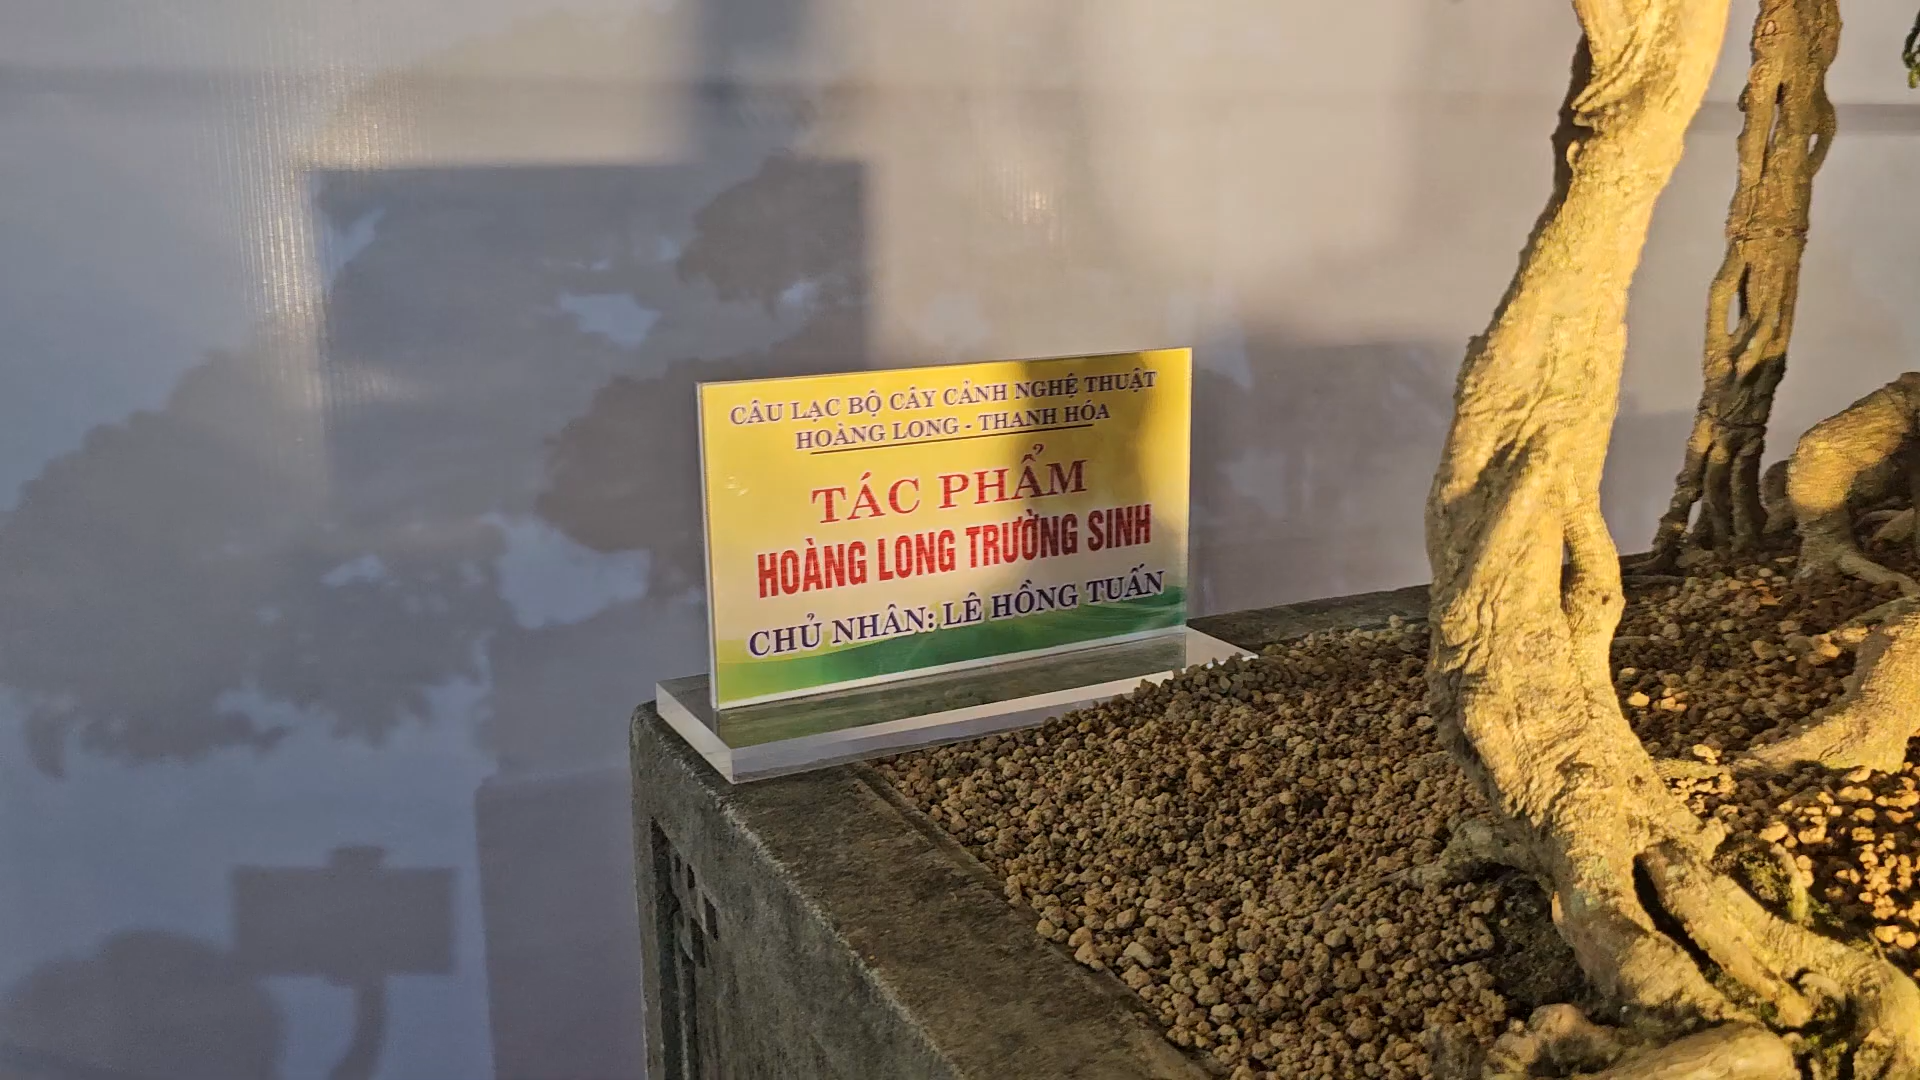 CÂU LẠC BỘ CÂY CẢNH NGHỆ THUẬT
HOÀNG LONG - THANH HÓA
TÁC PHẨM
HOÀNG LONG TRƯỜNG SINH
CHỦ NHÂN: LÊ HỒNG TUẤN